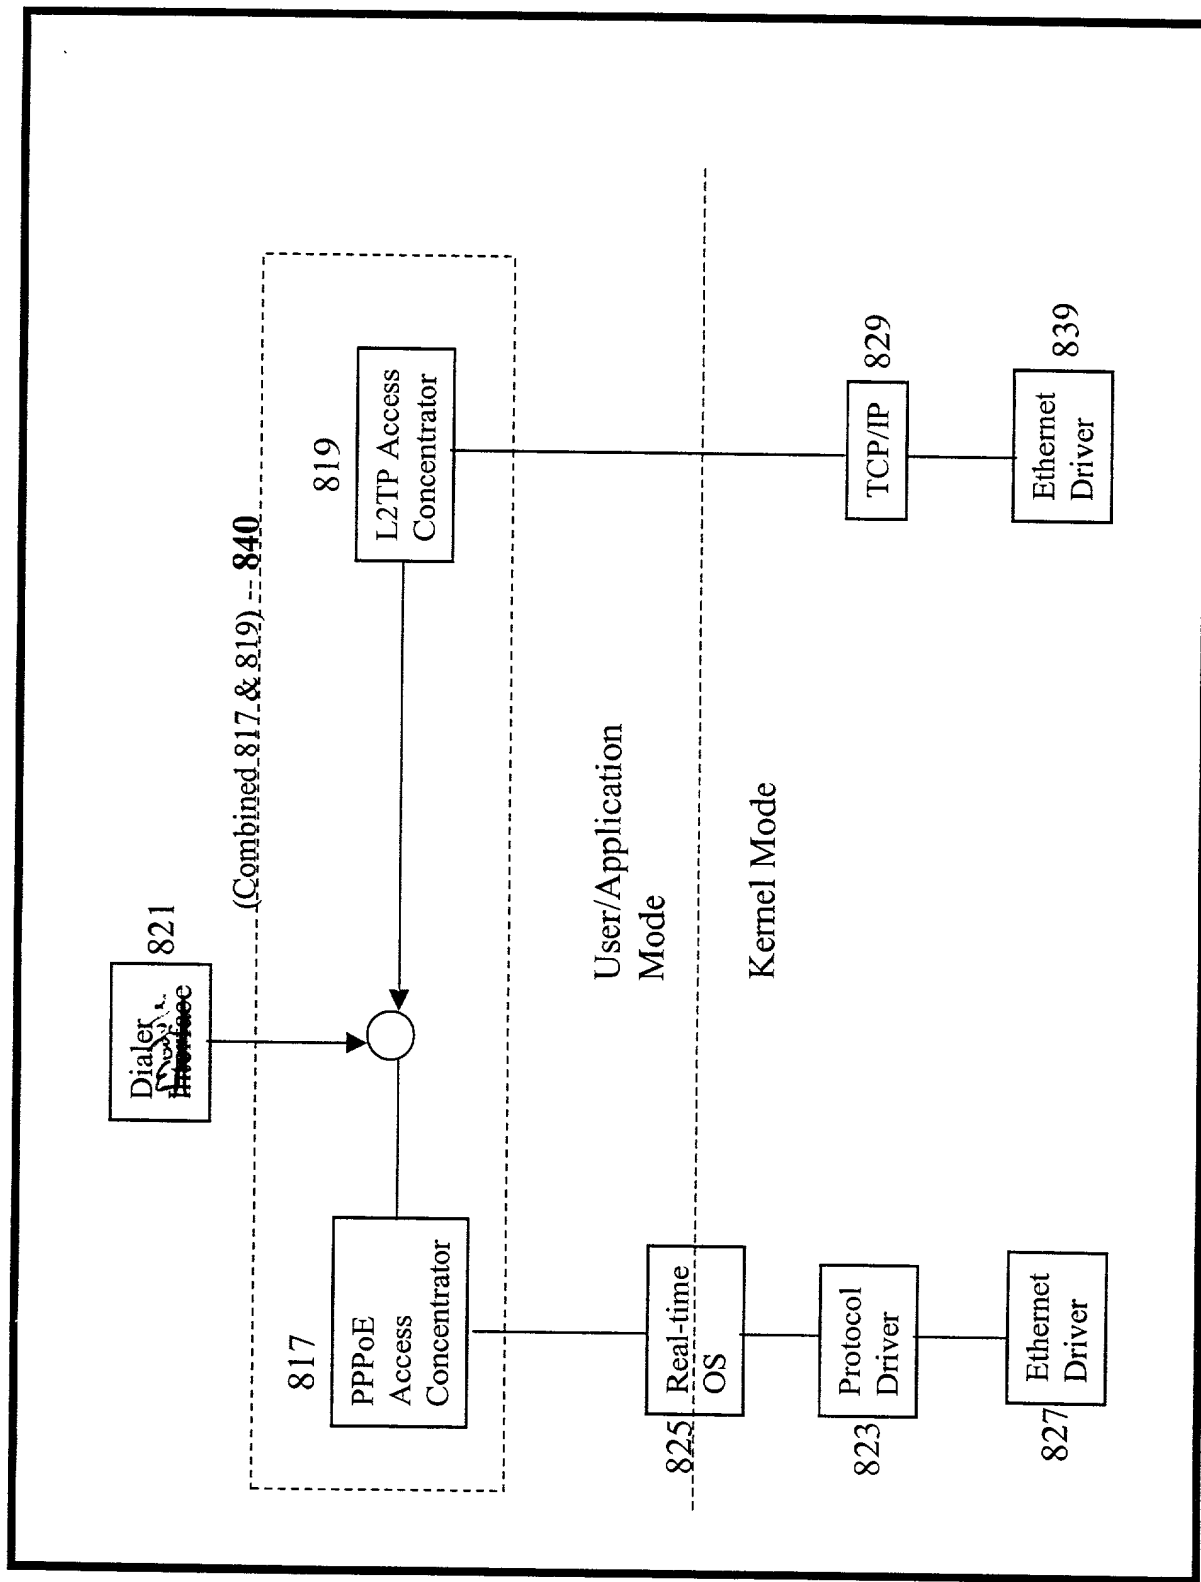 Dialer
Interface
821
(Combined 817 & 819) -- 840
817
PPPoE
Access
Concentrator
819
L2TP Access
Concentrator
User/Application
Mode
Kernel Mode
825
Real-time
OS
823
Protocol
Driver
827
Ethernet
Driver
TCP/IP
829
Ethernet
Driver
839